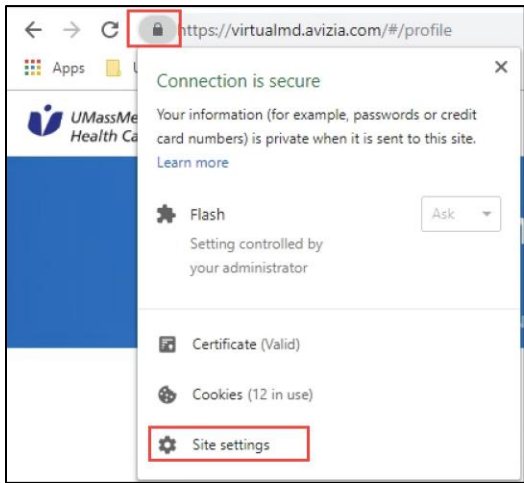 https://virtualmd.avizia.com/#/profile
Apps
Connection is secure
UMassMe
Health Ca
Your information (for example, passwords or credit
card numbers) is private when it is sent to this site.
Learn more
Flash
Ask
Setting controlled by
your administrator
Certificate (Valid)
Cookies (12 in use)
Site settings